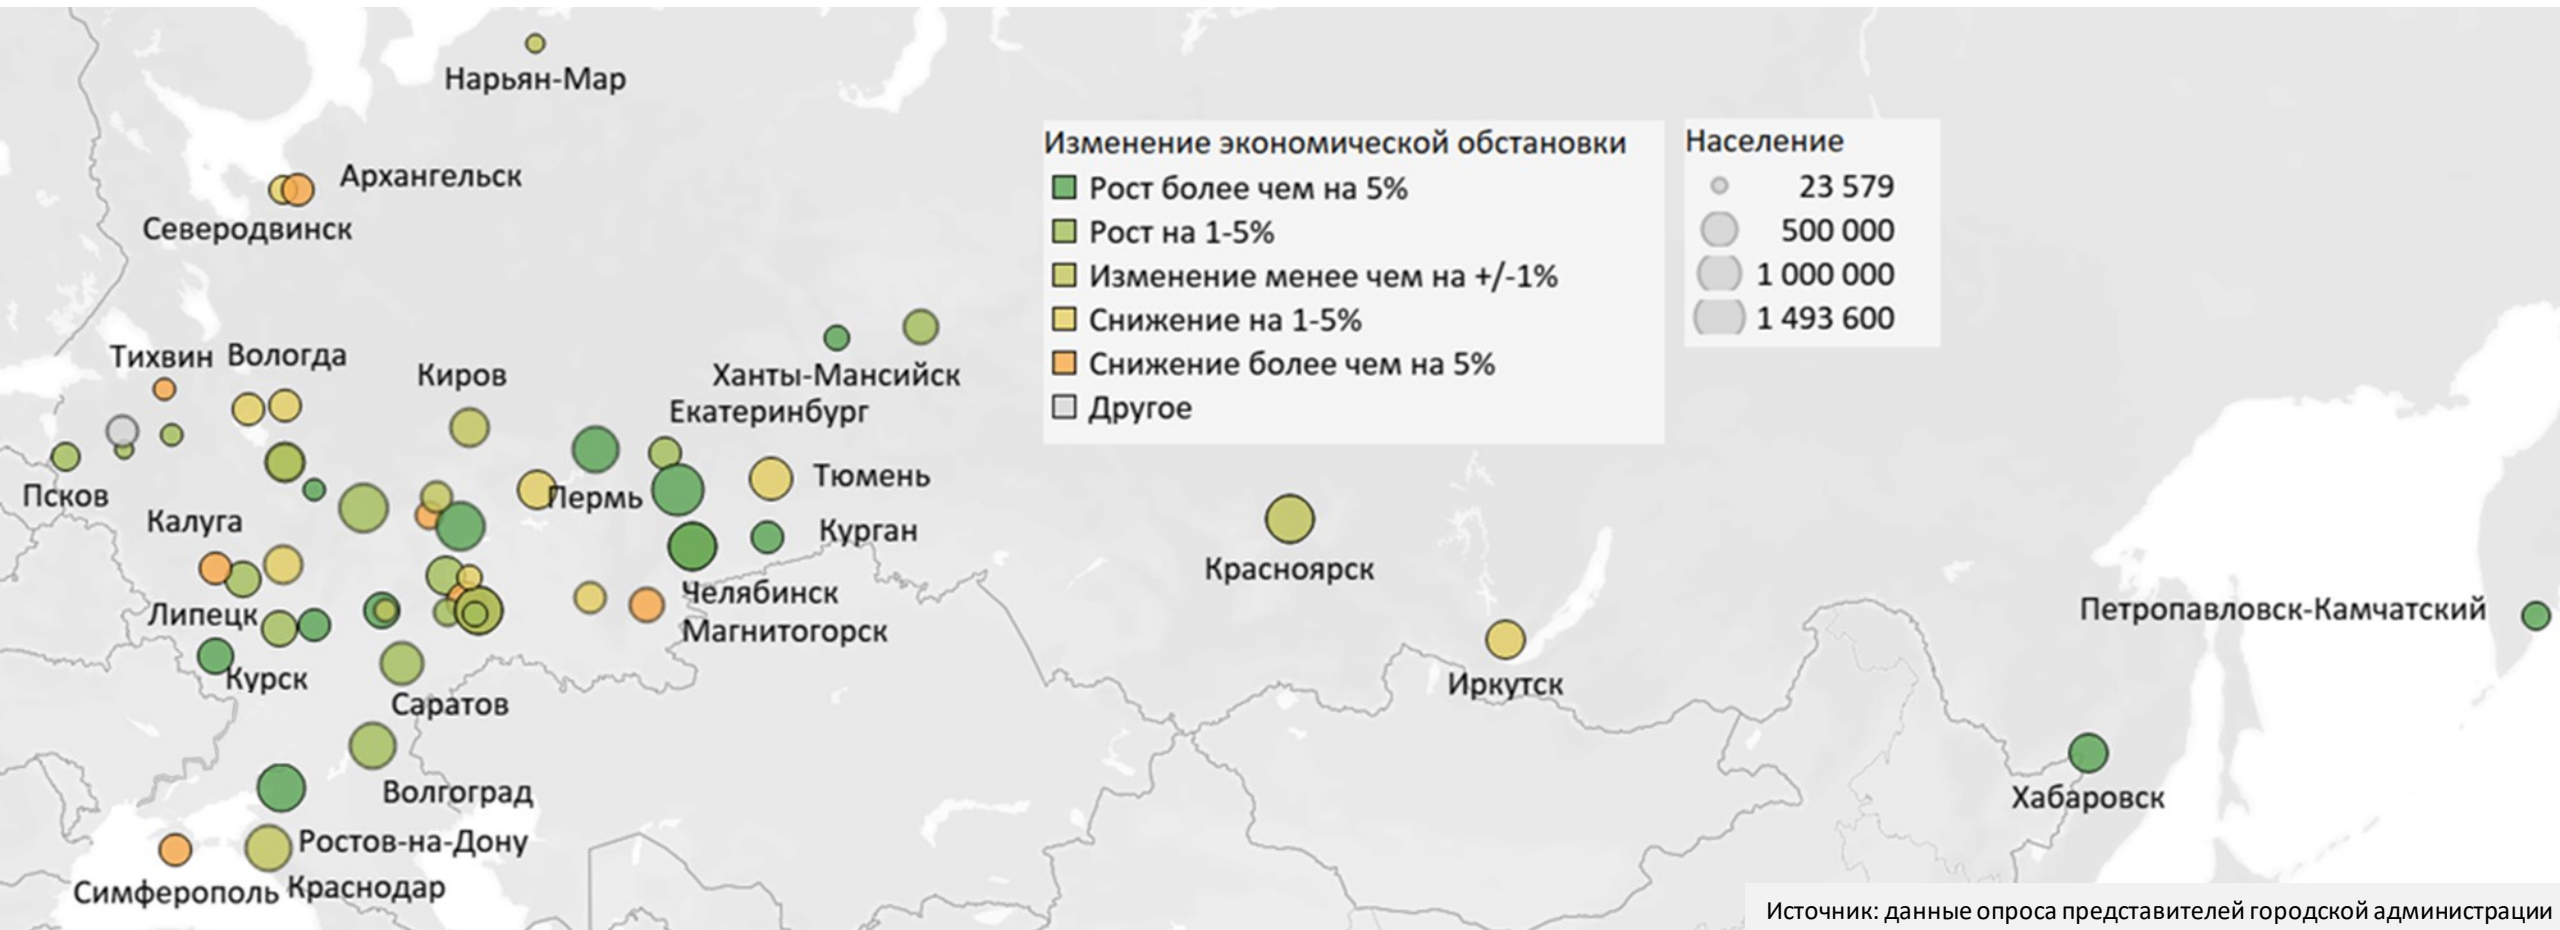 Нарьян-Мар
Архангельск
Северодвинск
Изменение экономической обстановки
Рост более чем на 5%
Рост на 1-5%
Изменение менее чем на +/-1%
Снижение на 1-5%
Снижение более чем на 5%
Другое
Население
23 579
500 000
1 000 000
1 493 600
Тихвин
Вологда
Киров
Ханты-Мансийск
Екатеринбург
Тюмень
Псков
Пермь
Калуга
Курган
Красноярск
Челябинск
Липецк
Магнитогорск
Петропавловск-Камчатский
Курск
Иркутск
Саратов
Волгоград
Хабаровск
Ростов-на-Дону
Симферополь
Краснодар
Источник: данные опроса представителей городской администрации